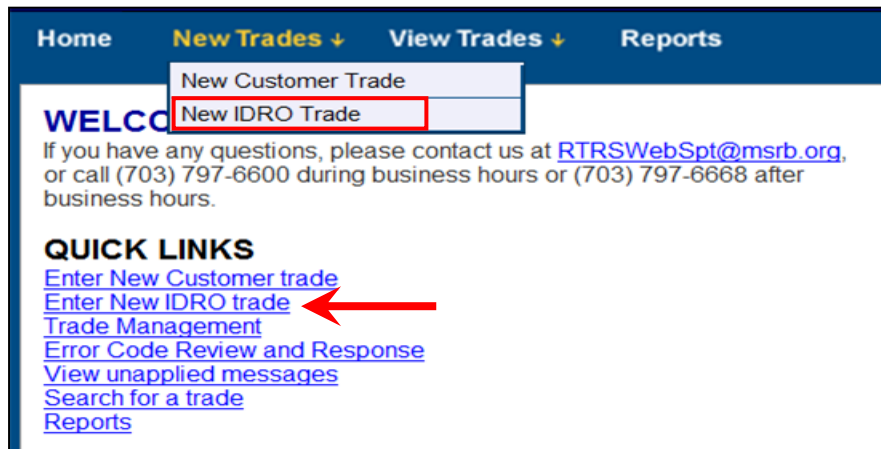 Home New Trades ↓ View Trades ↓ Reports
New Customer Trade
New IDRO Trade
WELCO
If you have any questions, please contact us at RTRSWebSpt@msrb.org,
or call (703) 797-6600 during business hours or (703) 797-6668 after
business hours.
QUICK LINKS
Enter New Customer trade
Enter New IDRO trade
Trade Management
Error Code Review and Response
View unapplied messages
Search for a trade
Reports